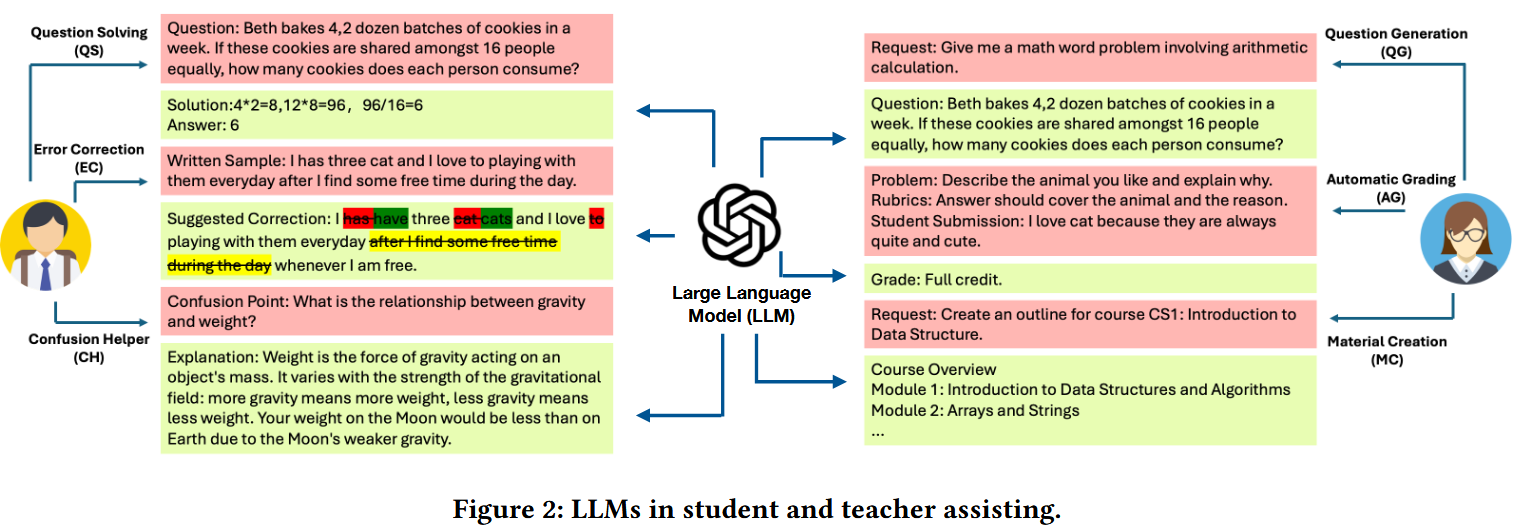 Question Solving
(QS)
Question: Beth bakes 4,2 dozen batches of cookies in a
week. If these cookies are shared amongst 16 people
equally, how many cookies does each person consume?
Solution:4*2=8,12*8=96, 96/16=6
Answer: 6
Error Correction
(EC)
Written Sample: I has three cat and I love to playing with
them everyday after I find some free time during the day.
Suggested Correction: I has have three cat cats and I love to
playing with them everyday after I find some free time
during the day whenever I am free.
Confusion Point: What is the relationship between gravity
and weight?
Confusion Helper
(CH)
Explanation: Weight is the force of gravity acting on an
object's mass. It varies with the strength of the gravitational
field: more gravity means more weight, less gravity means
less weight. Your weight on the Moon would be less than on
Earth due to the Moon's weaker gravity.
Large Language
Model (LLM)
Question Generation
(QG)
Request: Give me a math word problem involving arithmetic
calculation.
Question: Beth bakes 4,2 dozen batches of cookies in a
week. If these cookies are shared amongst 16 people
equally, how many cookies does each person consume?
Automatic Grading
(AG)
Problem: Describe the animal you like and explain why.
Rubrics: Answer should cover the animal and the reason.
Student Submission: I love cat because they are always
quite and cute.
Grade: Full credit.
Request: Create an outline for course CS1: Introduction to
Data Structure.
Material Creation
(MC)
Course Overview
Module 1: Introduction to Data Structures and Algorithms
Module 2: Arrays and Strings
...
Figure 2: LLMs in student and teacher assisting.